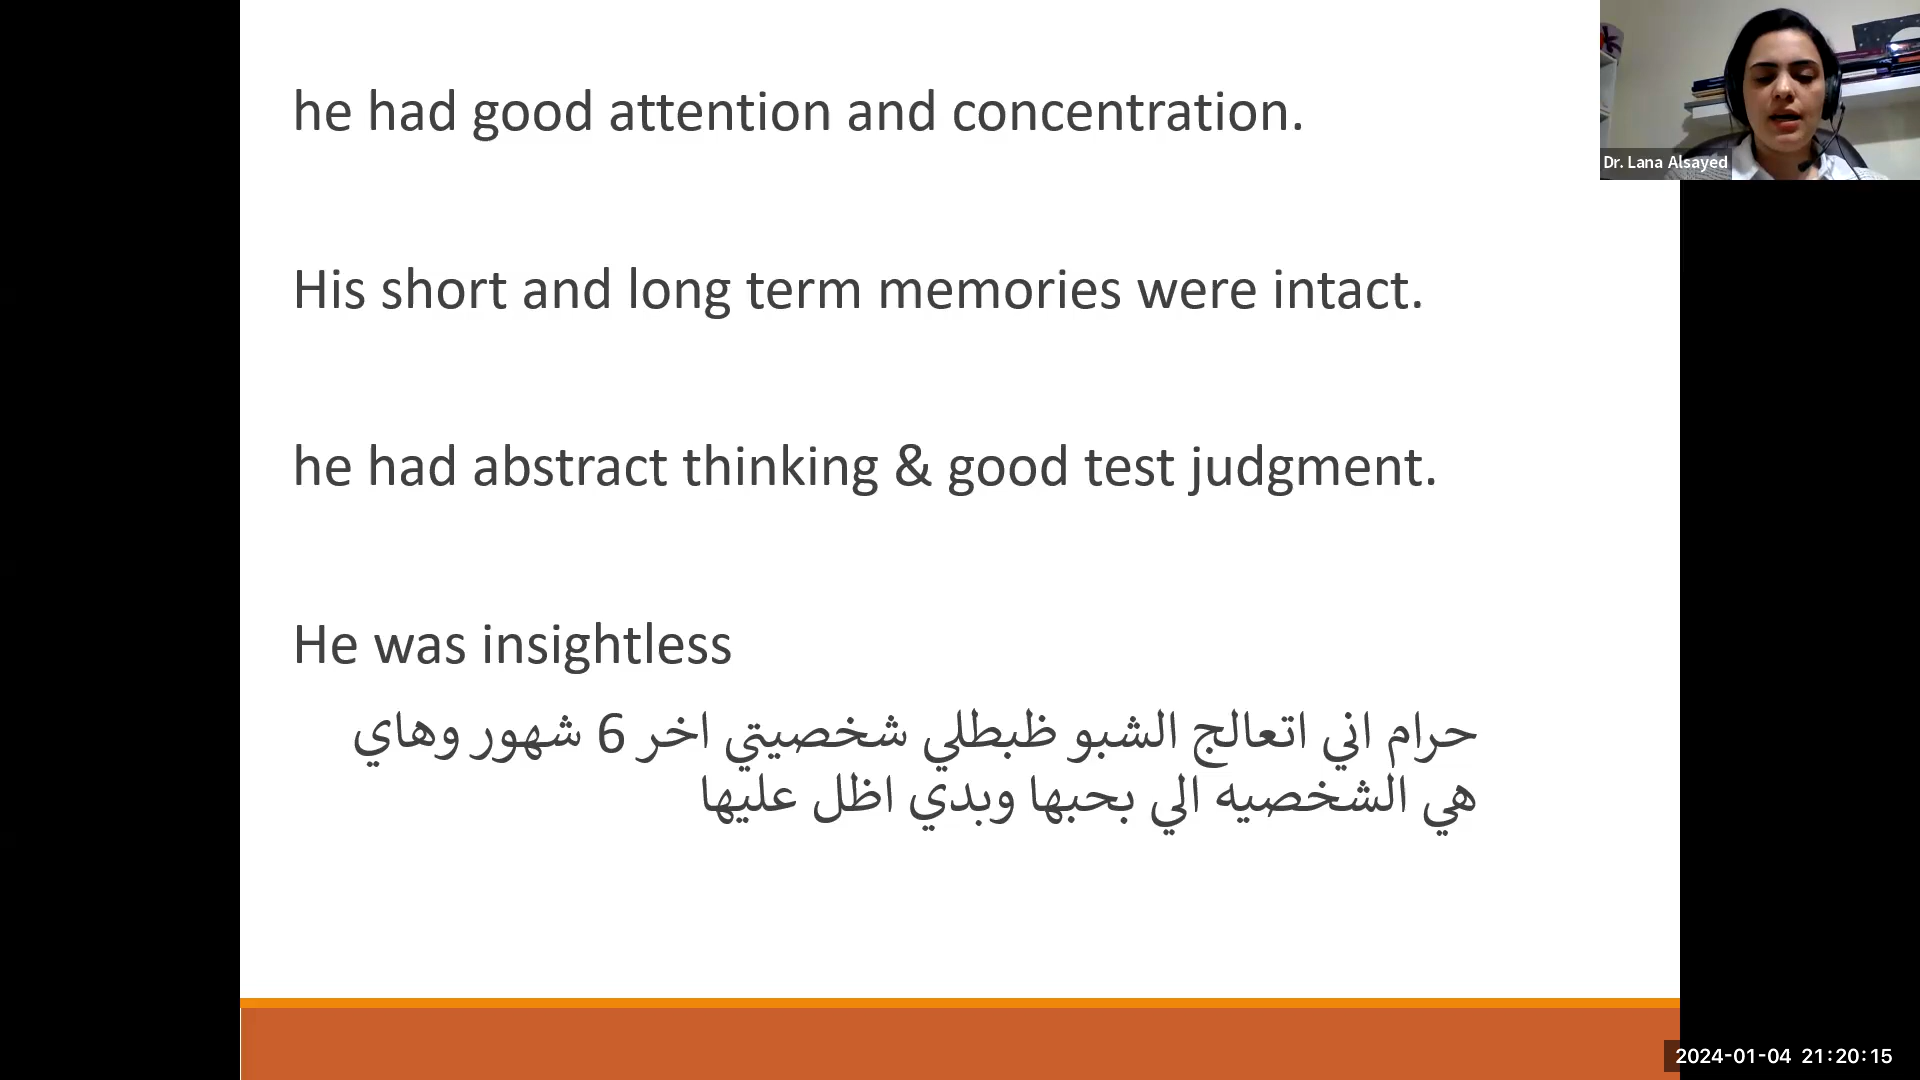 he had good attention and concentration.
Dr. Lana Alsayed
His short and long term memories were intact.
he had abstract thinking & good test judgment.
He was insightless
حرام اني اتعالج الشبو ظبطلي شخصيتي اخر 6 شهور وهاي
هي الشخصيه الي بحبها وبدي اظل عليها
2024-01-04 21:20:15